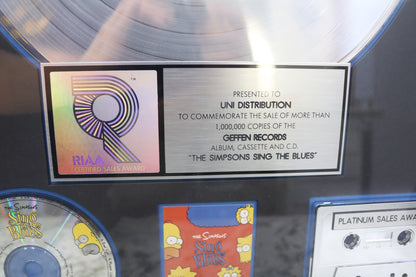 PRESENTED TO
UNI DISTRIBUTION
TO COMMEMORATE THE SALE OF MORE THAN
1,000,000 COPIES OF THE
GEFFEN RECORDS
ALBUM, CASSETTE AND C.D.
"THE SIMPSONS SING THE BLUES"
TM
RIAA
CERTIFIED SALES AWARD
THE SIMPSONS
SING
THE
BLUES
THE SIMPSONS
SING
THE
BLUES
PLATINUM SALES AWA